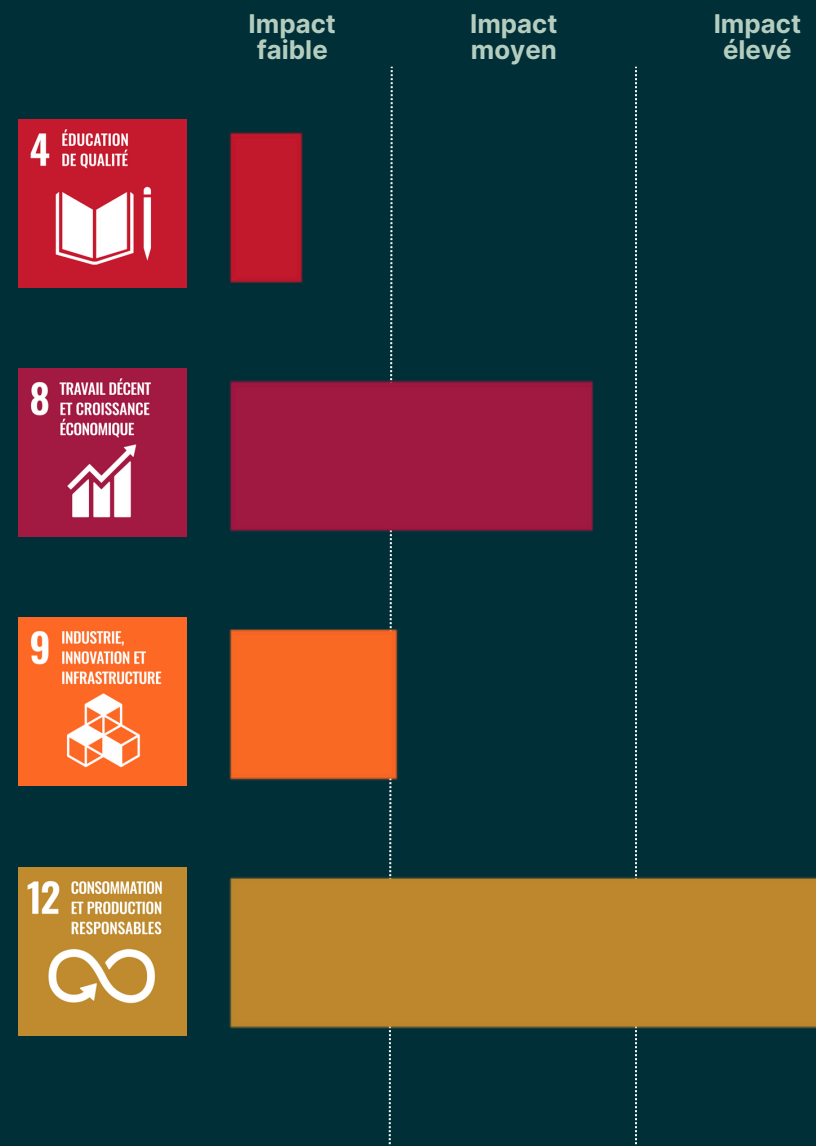 Impact
faible
Impact
moyen
Impact
élevé
4 ÉDUCATION
DE QUALITÉ
8 TRAVAIL DÉCENT
ET CROISSANCE
ÉCONOMIQUE
9 INDUSTRIE,
INNOVATION ET
INFRASTRUCTURE
12 CONSOMMATION
ET PRODUCTION
RESPONSABLES